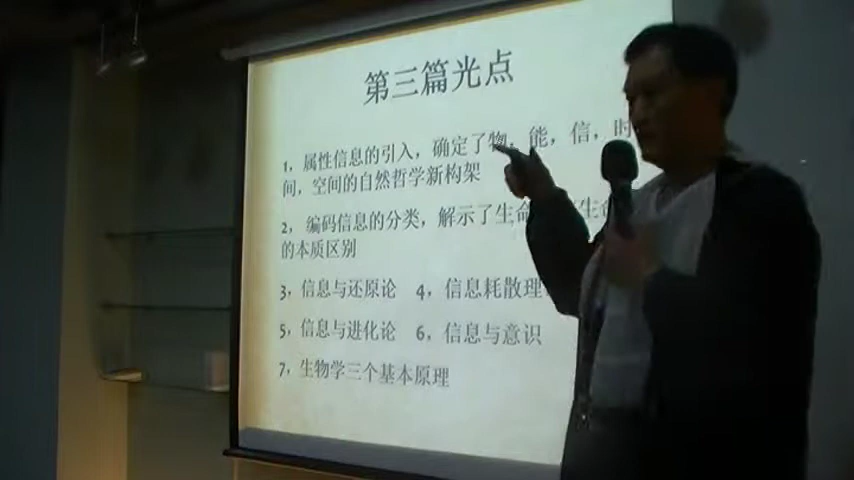 第三篇光点
1，属性信息的引入，确定了物，能，信，时
间，空间的自然哲学新构架
2，编码信息的分类，解示了生命
的本质区别
3，信息与还原论 4，信息耗散理
5，信息与进化论 6，信息与意识
7，生物学三个基本原理